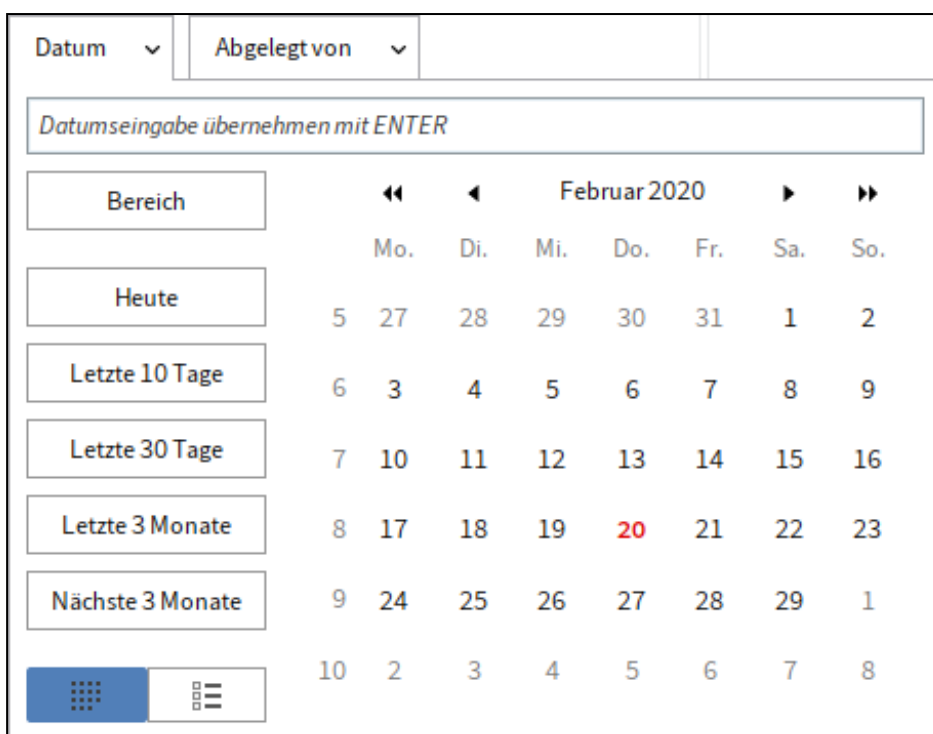 Datum Abgelegt von
Datumseingabe übernehmen mit ENTER
Bereich
Heute
Letzte 10 Tage
Letzte 30 Tage
Letzte 3 Monate
Nächste 3 Monate
Februar 2020
Mo. Di. Mi. Do. Fr. Sa. So.
5 27 28 29 30 31 1 2
6 3 4 5 6 7 8 9
7 10 11 12 13 14 15 16
8 17 18 19 20 21 22 23
9 24 25 26 27 28 29 1
10 2 3 4 5 6 7 8